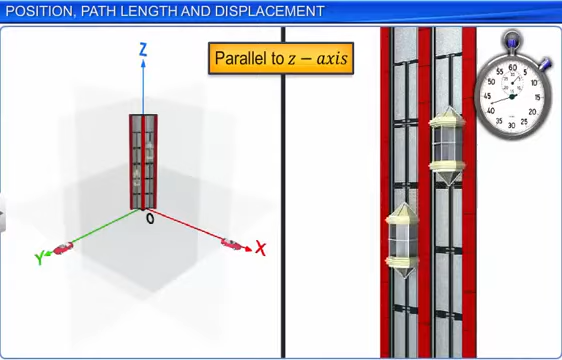 POSITION, PATH LENGTH AND DISPLACEMENT
Parallel to z − axis
Z
O
Y
X
60
5
10
15
20
25
30
35
40
45
50
55